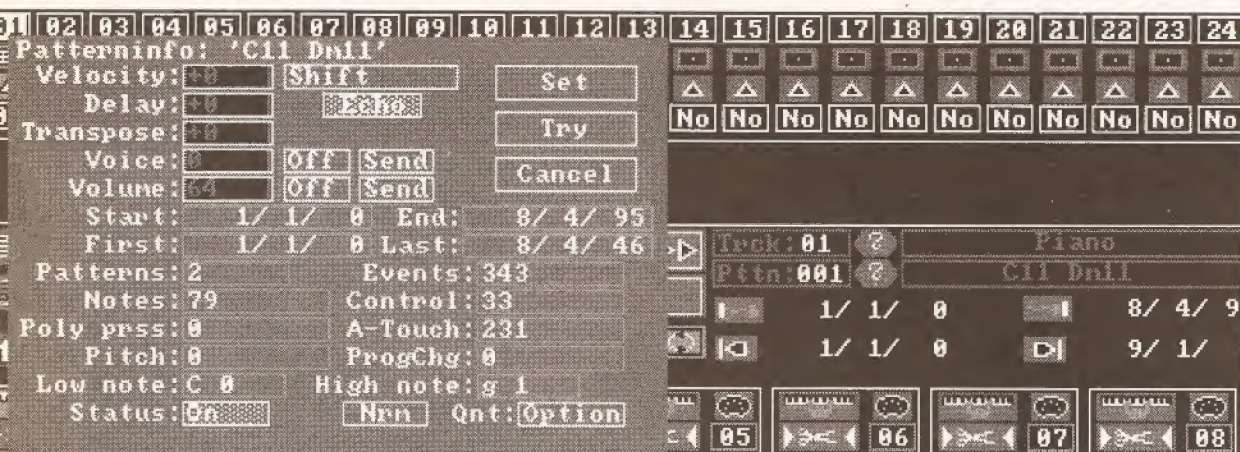 01 02 03 04 05 06 07 08 09 10 11 12 13 14 15 16 17 18 19 20 21 22 23 24
Patterninfo: 'C11 Dm11'
Velocity: +0 Shift Set
Delay: +0 Echo
Transpose: +0 Try
Voice: 0 Off Send Cancel
Volume: 64 Off Send
Start: 1/ 1/ 0 End: 8/ 4/ 95
First: 1/ 1/ 0 Last: 8/ 4/ 46
Patterns: 2 Events: 343
Notes: 79 Control: 33
Poly prss: 0 A-Touch: 231
Pitch: 0 ProgChg: 0
Low note: C 0 High note: g 1
Status: On Nrm Qnt: Option
No No No No No No No No No No No
Trck: 01 ? Piano
Pttn: 001 ? C11 Dm11
1/ 1/ 0 8/ 4/ 9
1/ 1/ 0 9/ 1/
05 06 07 08